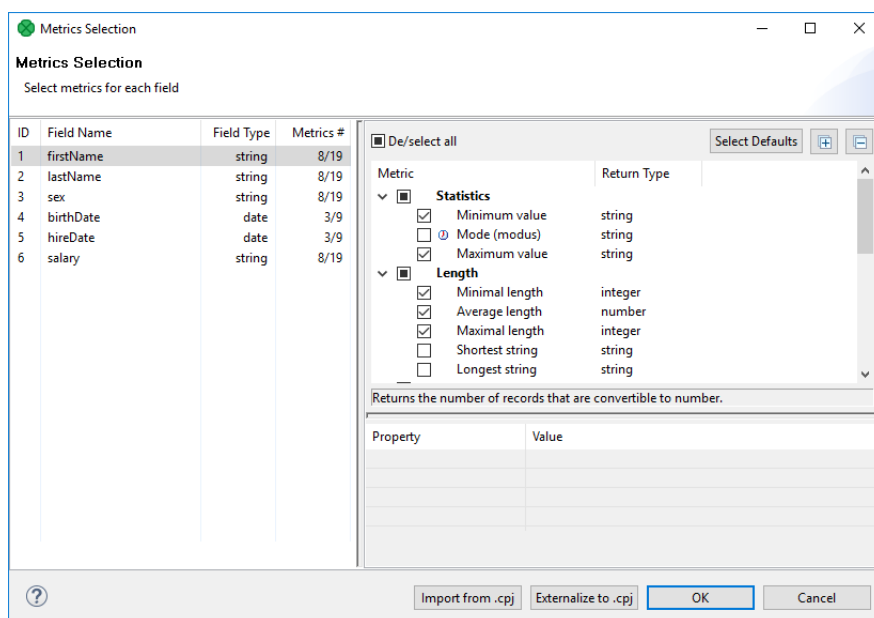 Metrics Selection
Metrics Selection
Select metrics for each field
ID Field Name Field Type Metrics #
1 firstName string 8/19
2 lastName string 8/19
3 sex string 8/19
4 birthDate date 3/9
5 hireDate date 3/9
6 salary string 8/19
De/select all Select Defaults
Metric Return Type
Statistics
Minimum value string
Mode (modus) string
Maximum value string
Length
Minimal length integer
Average length number
Maximal length integer
Shortest string string
Longest string string
Returns the number of records that are convertible to number.
Property Value
? Import from .cpj Externalize to .cpj OK Cancel